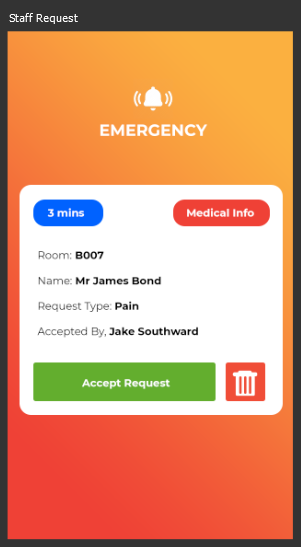 Staff Request
EMERGENCY
3 mins
Medical Info
Room: B007
Name: Mr James Bond
Request Type: Pain
Accepted By, Jake Southward
Accept Request